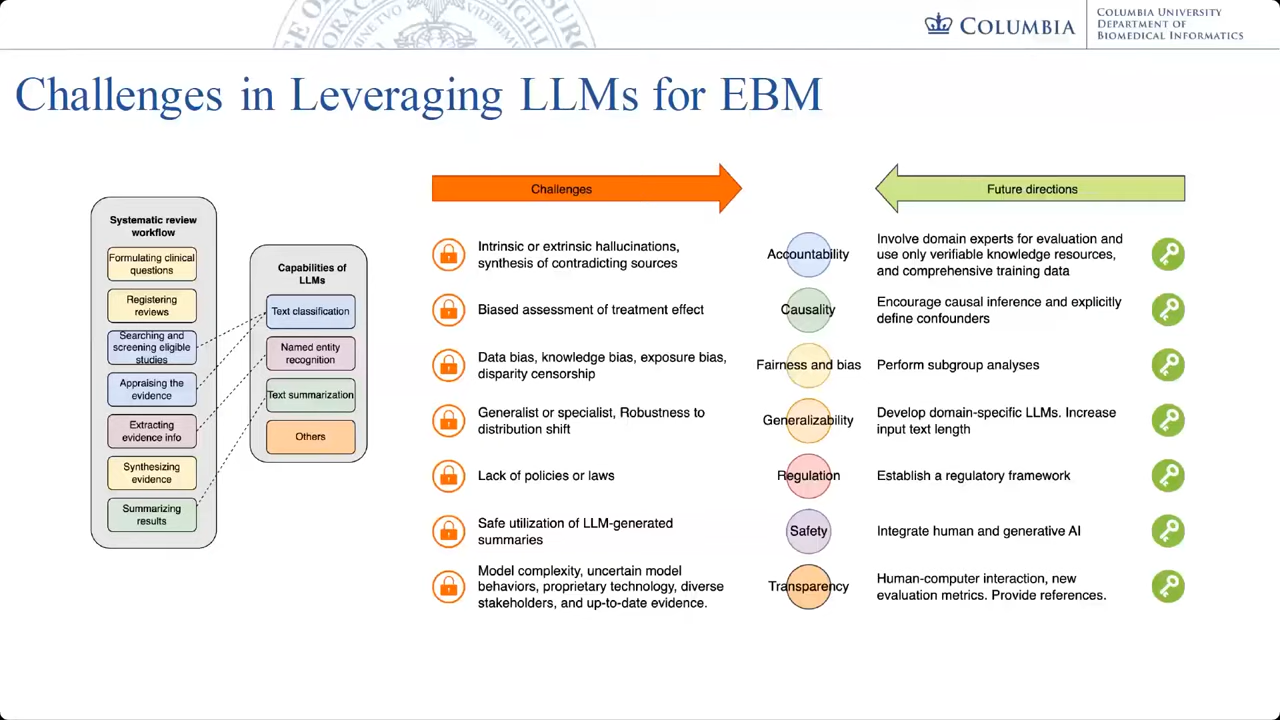 COLUMBIA
COLUMBIA UNIVERSITY
DEPARTMENT OF
BIOMEDICAL INFORMATICS
Challenges in Leveraging LLMs for EBM
Systematic review
workflow
Formulating clinical
questions
Registering
reviews
Searching and
screening eligible
studies
Appraising the
evidence
Extracting
evidence info
Synthesizing
evidence
Summarizing
results
Capabilities of
LLMs
Text classification
Named entity
recognition
Text summarization
Others
Challenges
Future directions
Intrinsic or extrinsic hallucinations,
synthesis of contradicting sources
Accountability
Involve domain experts for evaluation and
use only verifiable knowledge resources,
and comprehensive training data
Biased assessment of treatment effect
Causality
Encourage causal inference and explicitly
define confounders
Data bias, knowledge bias, exposure bias,
disparity censorship
Fairness and bias
Perform subgroup analyses
Generalist or specialist, Robustness to
distribution shift
Generalizability
Develop domain-specific LLMs. Increase
input text length
Lack of policies or laws
Regulation
Establish a regulatory framework
Safe utilization of LLM-generated
summaries
Safety
Integrate human and generative AI
Model complexity, uncertain model
behaviors, proprietary technology, diverse
stakeholders, and up-to-date evidence.
Transparency
Human-computer interaction, new
evaluation metrics. Provide references.